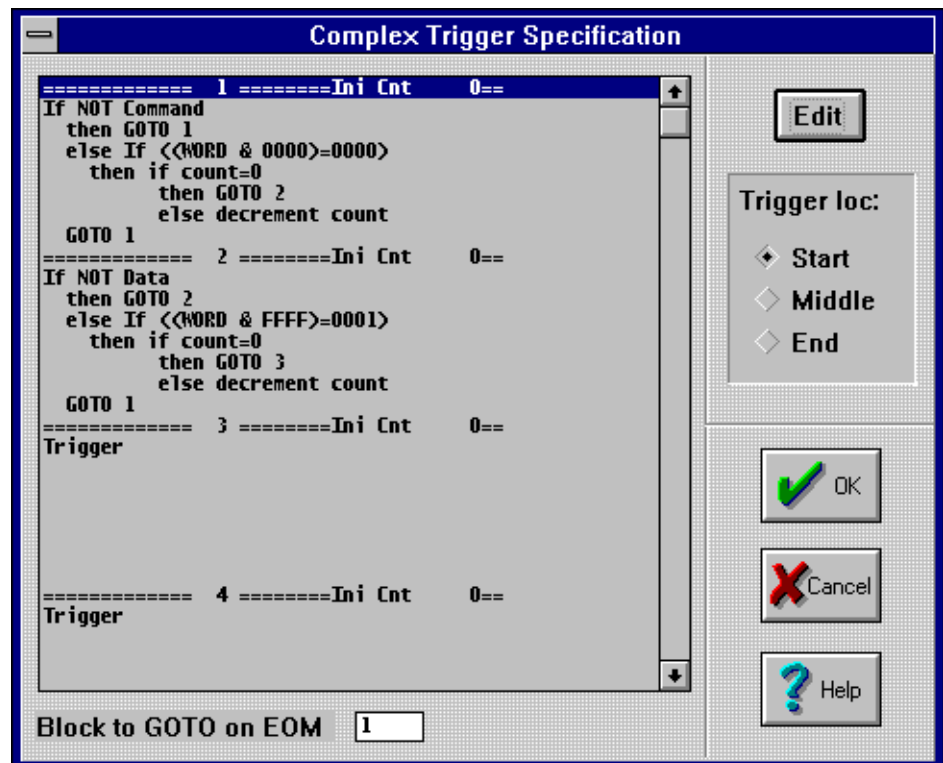 Complex Trigger Specification
============= 1 ========Ini Cnt 0==
If NOT Command
then GOTO 1
else If ((WORD & 0000)=0000)
then if count=0
then GOTO 2
else decrement count
GOTO 1
============= 2 ========Ini Cnt 0==
If NOT Data
then GOTO 2
else If ((WORD & FFFF)=0001)
then if count=0
then GOTO 3
else decrement count
GOTO 1
============= 3 ========Ini Cnt 0==
Trigger
============= 4 ========Ini Cnt 0==
Trigger
Block to GOTO on EOM 1
Edit
Trigger loc:
Start
Middle
End
OK
Cancel
Help